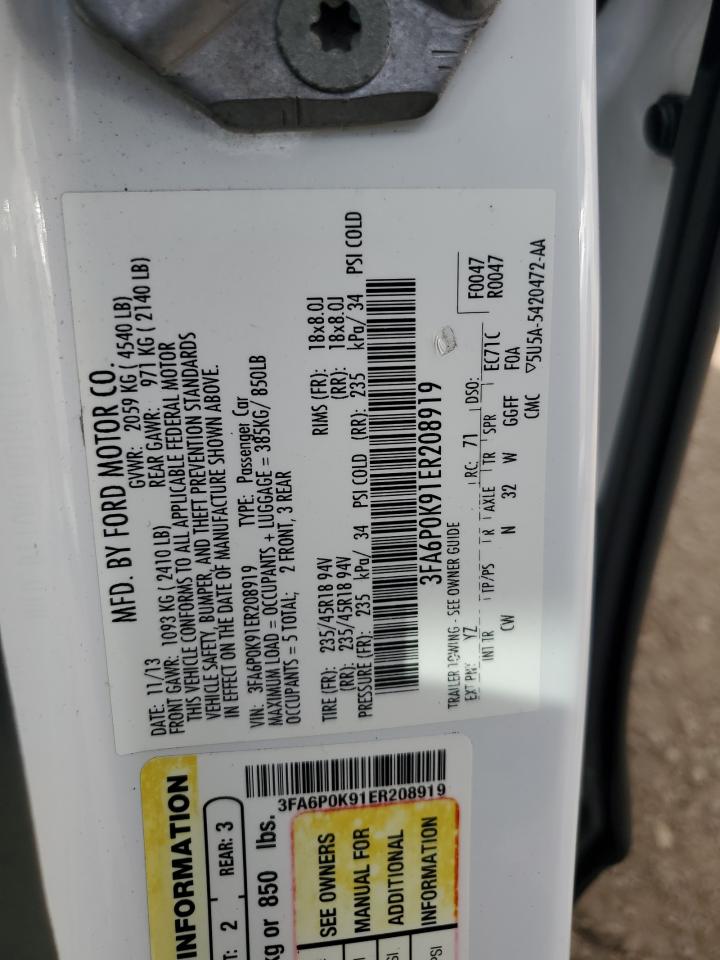 MFD. BY FORD MOTOR CO.
DATE: 11/13 GVWR: 2059 KG ( 4540 LB)
FRONT GAWR: 1093 KG ( 2410 LB) REAR GAWR: 971 KG ( 2140 LB)
THIS VEHICLE CONFORMS TO ALL APPLICABLE FEDERAL MOTOR
VEHICLE SAFETY, BUMPER, AND THEFT PREVENTION STANDARDS
IN EFFECT ON THE DATE OF MANUFACTURE SHOWN ABOVE.
VIN: 3FA6P0K91ER208919 TYPE: Passenger Car
MAXIMUM LOAD = OCCUPANTS + LUGGAGE = 385KG/ 850LB
OCCUPANTS = 5 TOTAL; 2 FRONT, 3 REAR
TIRE (FR): 235/45R18 94V RIMS (FR): 18x8.0J
(RR): 235/45R18 94V (RR): 18x8.0J
PRESSURE (FR): 235 kPa/ 34 PSI COLD (RR): 235 kPa/ 34 PSI COLD
3FA6P0K91ER208919
TRAILER TOWING - SEE OWNER GUIDE
F0047
R0047
EXT PNT: YZ RC: 71 DSO:
INT TR TP/PS R AXLE TR SPR EC71C
CW N 32 W GGFF F0A
CMC ▽5U5A-5420472-AA
3FA6P0K91ER208919
INFORMATION
2 REAR: 3
kg or 850 lbs.
SEE OWNERS
MANUAL FOR
ADDITIONAL
INFORMATION